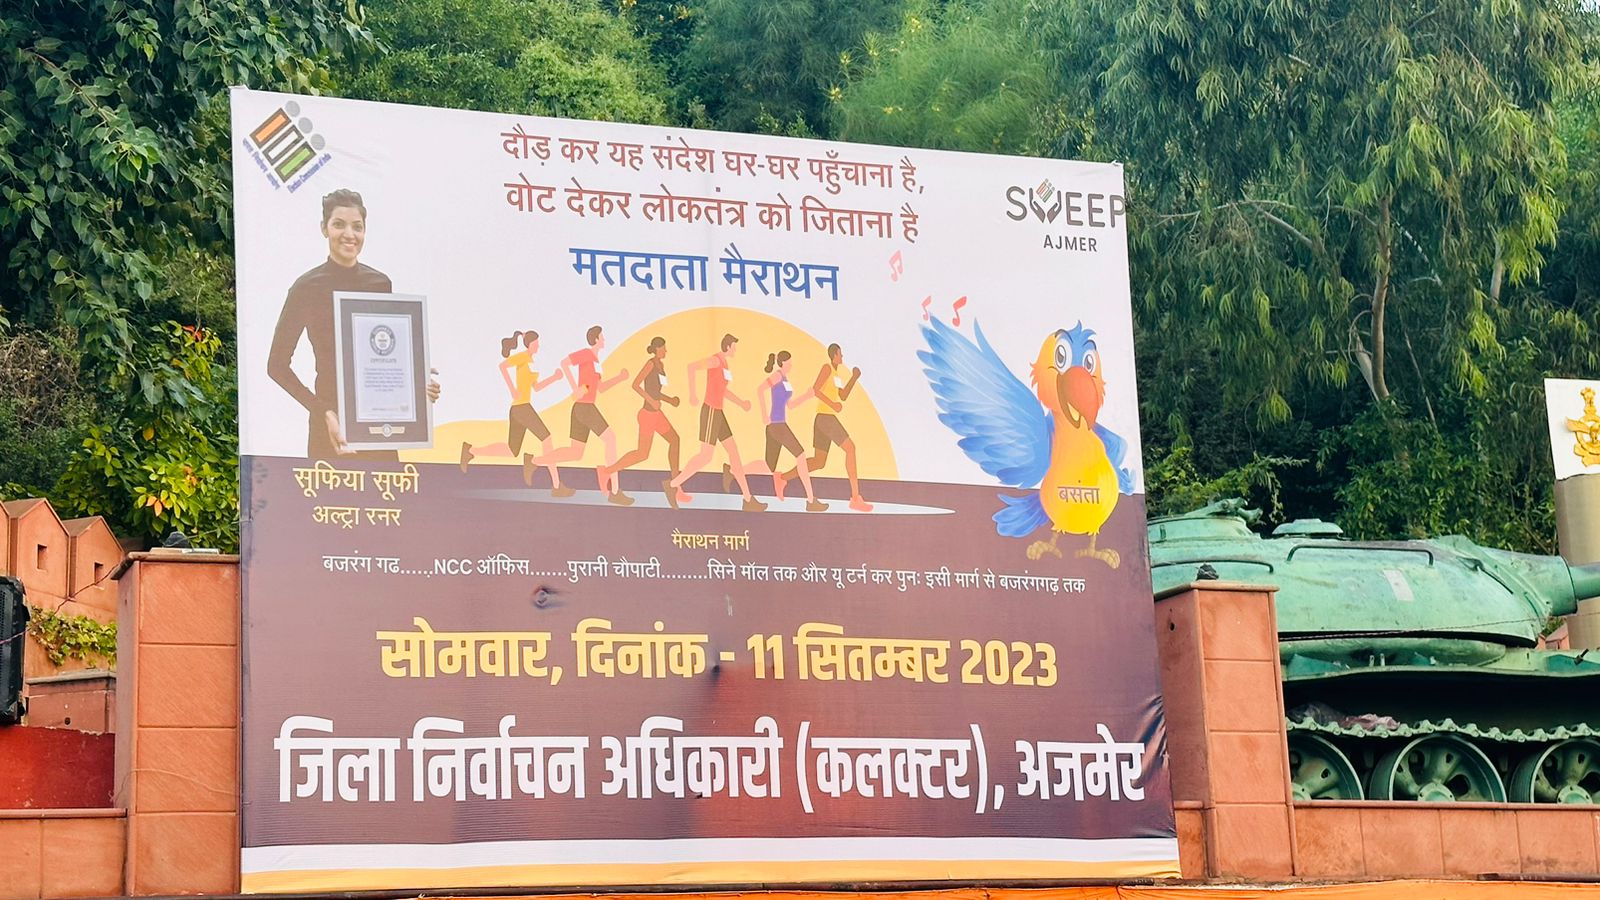 दौड़ कर यह संदेश घर-घर पहुँचाना है,
वोट देकर लोकतंत्र को जिताना है
SWEEP
AJMER
मतदाता मैराथन
CERTIFICATE
बसंता
सूफिया सूफी
अल्ट्रा रनर
मैराथन मार्ग
बजरंग गढ......NCC ऑफिस.......पुरानी चौपाटी.........सिने मॉल तक और यू टर्न कर पुनः इसी मार्ग से बजरंगगढ़ तक
सोमवार, दिनांक - 11 सितम्बर 2023
जिला निर्वाचन अधिकारी (कलक्टर), अजमेर